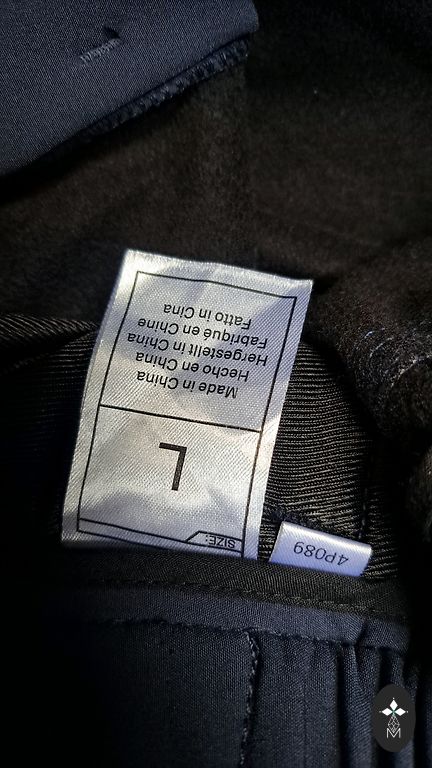 SIZE:
L
Made in China
Hecho en China
Hergestellt in China
Fabriqué en Chine
Fatto in Cina
4P089
M